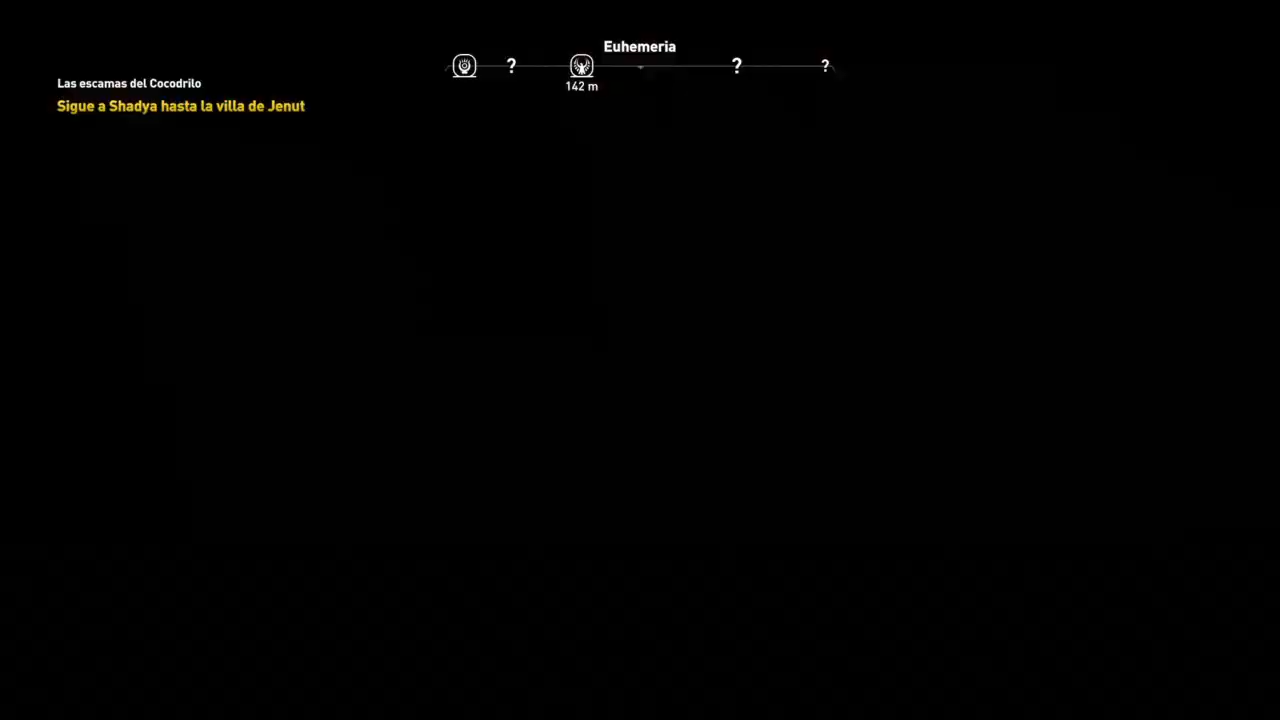 Euhemeria
? ? ?
142 m
Las escamas del Cocodrilo
Sigue a Shadya hasta la villa de Jenut